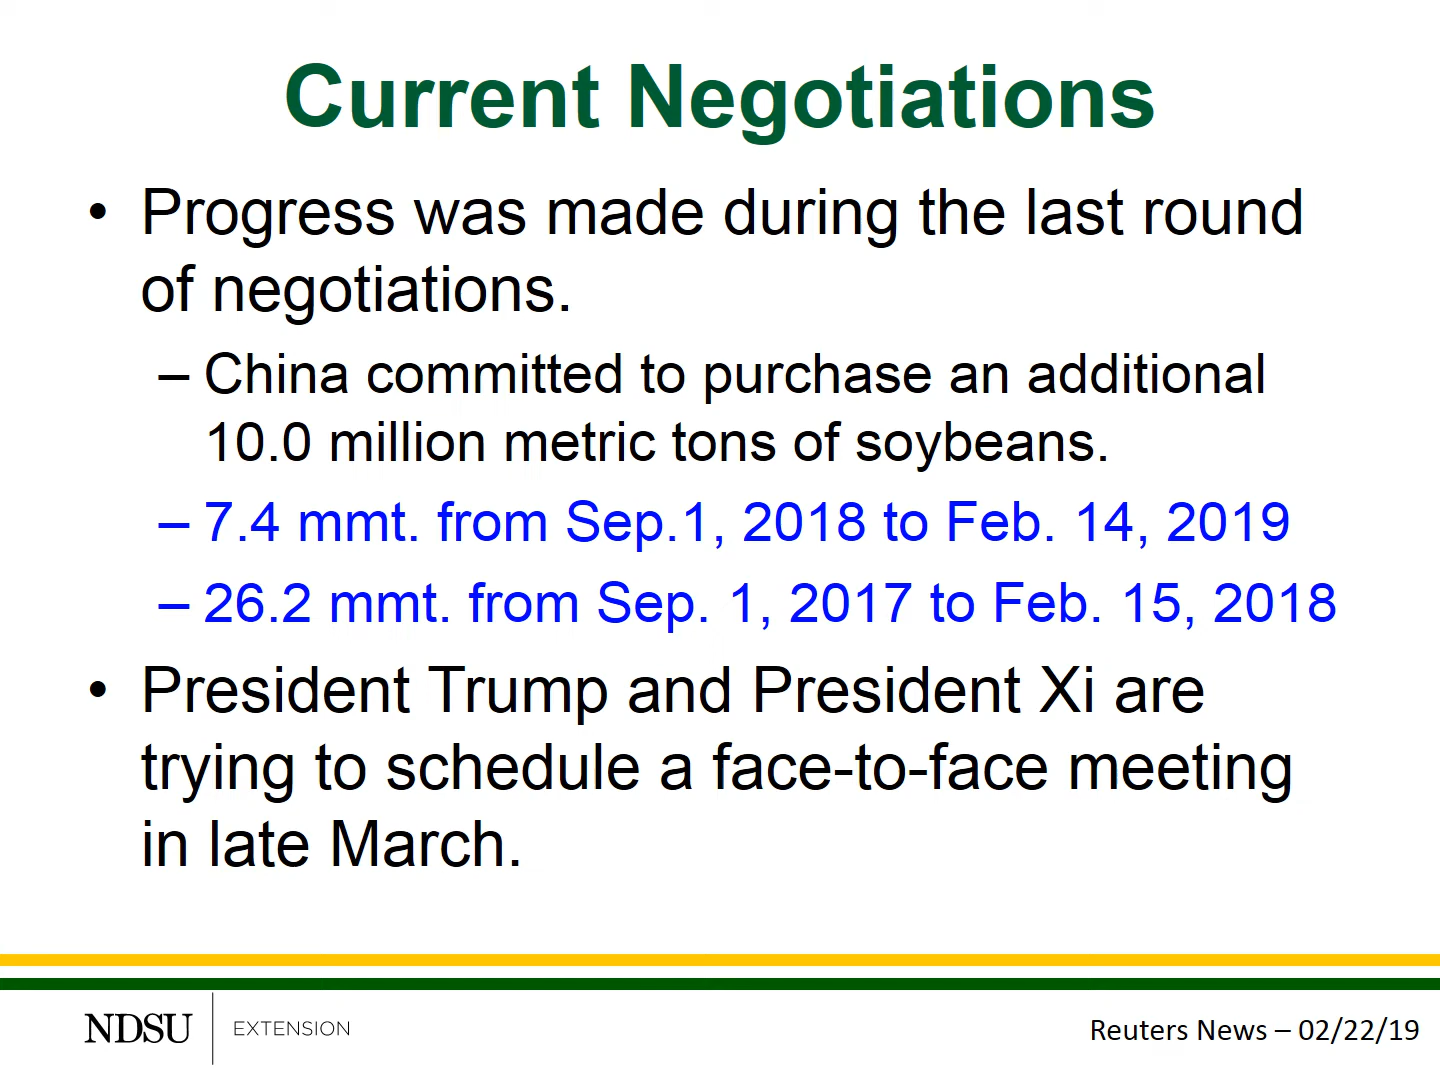 Current Negotiations
• Progress was made during the last round
of negotiations.
– China committed to purchase an additional
10.0 million metric tons of soybeans.
– 7.4 mmt. from Sep.1, 2018 to Feb. 14, 2019
– 26.2 mmt. from Sep. 1, 2017 to Feb. 15, 2018
• President Trump and President Xi are
trying to schedule a face-to-face meeting
in late March.
NDSU EXTENSION
Reuters News – 02/22/19